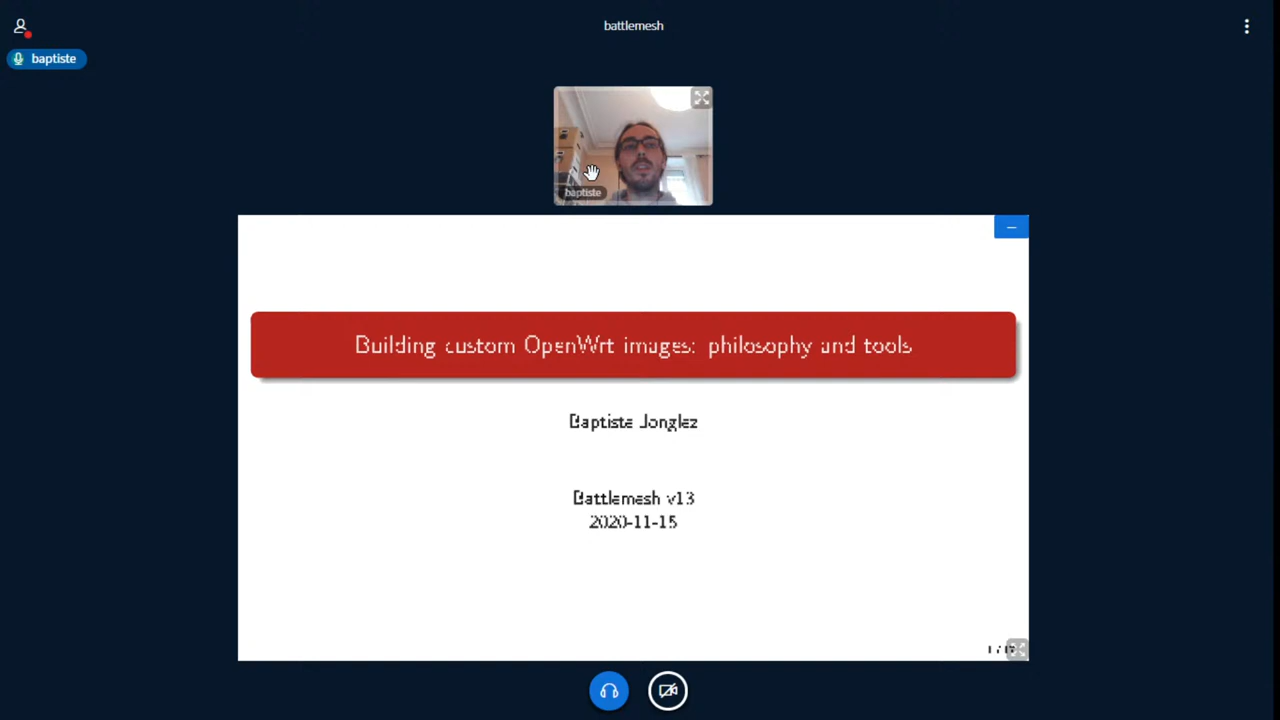 battlemesh
baptiste
baptiste
Building custom OpenWrt images: philosophy and tools
Baptiste Jonglez
Battlemesh v13
2020-11-15